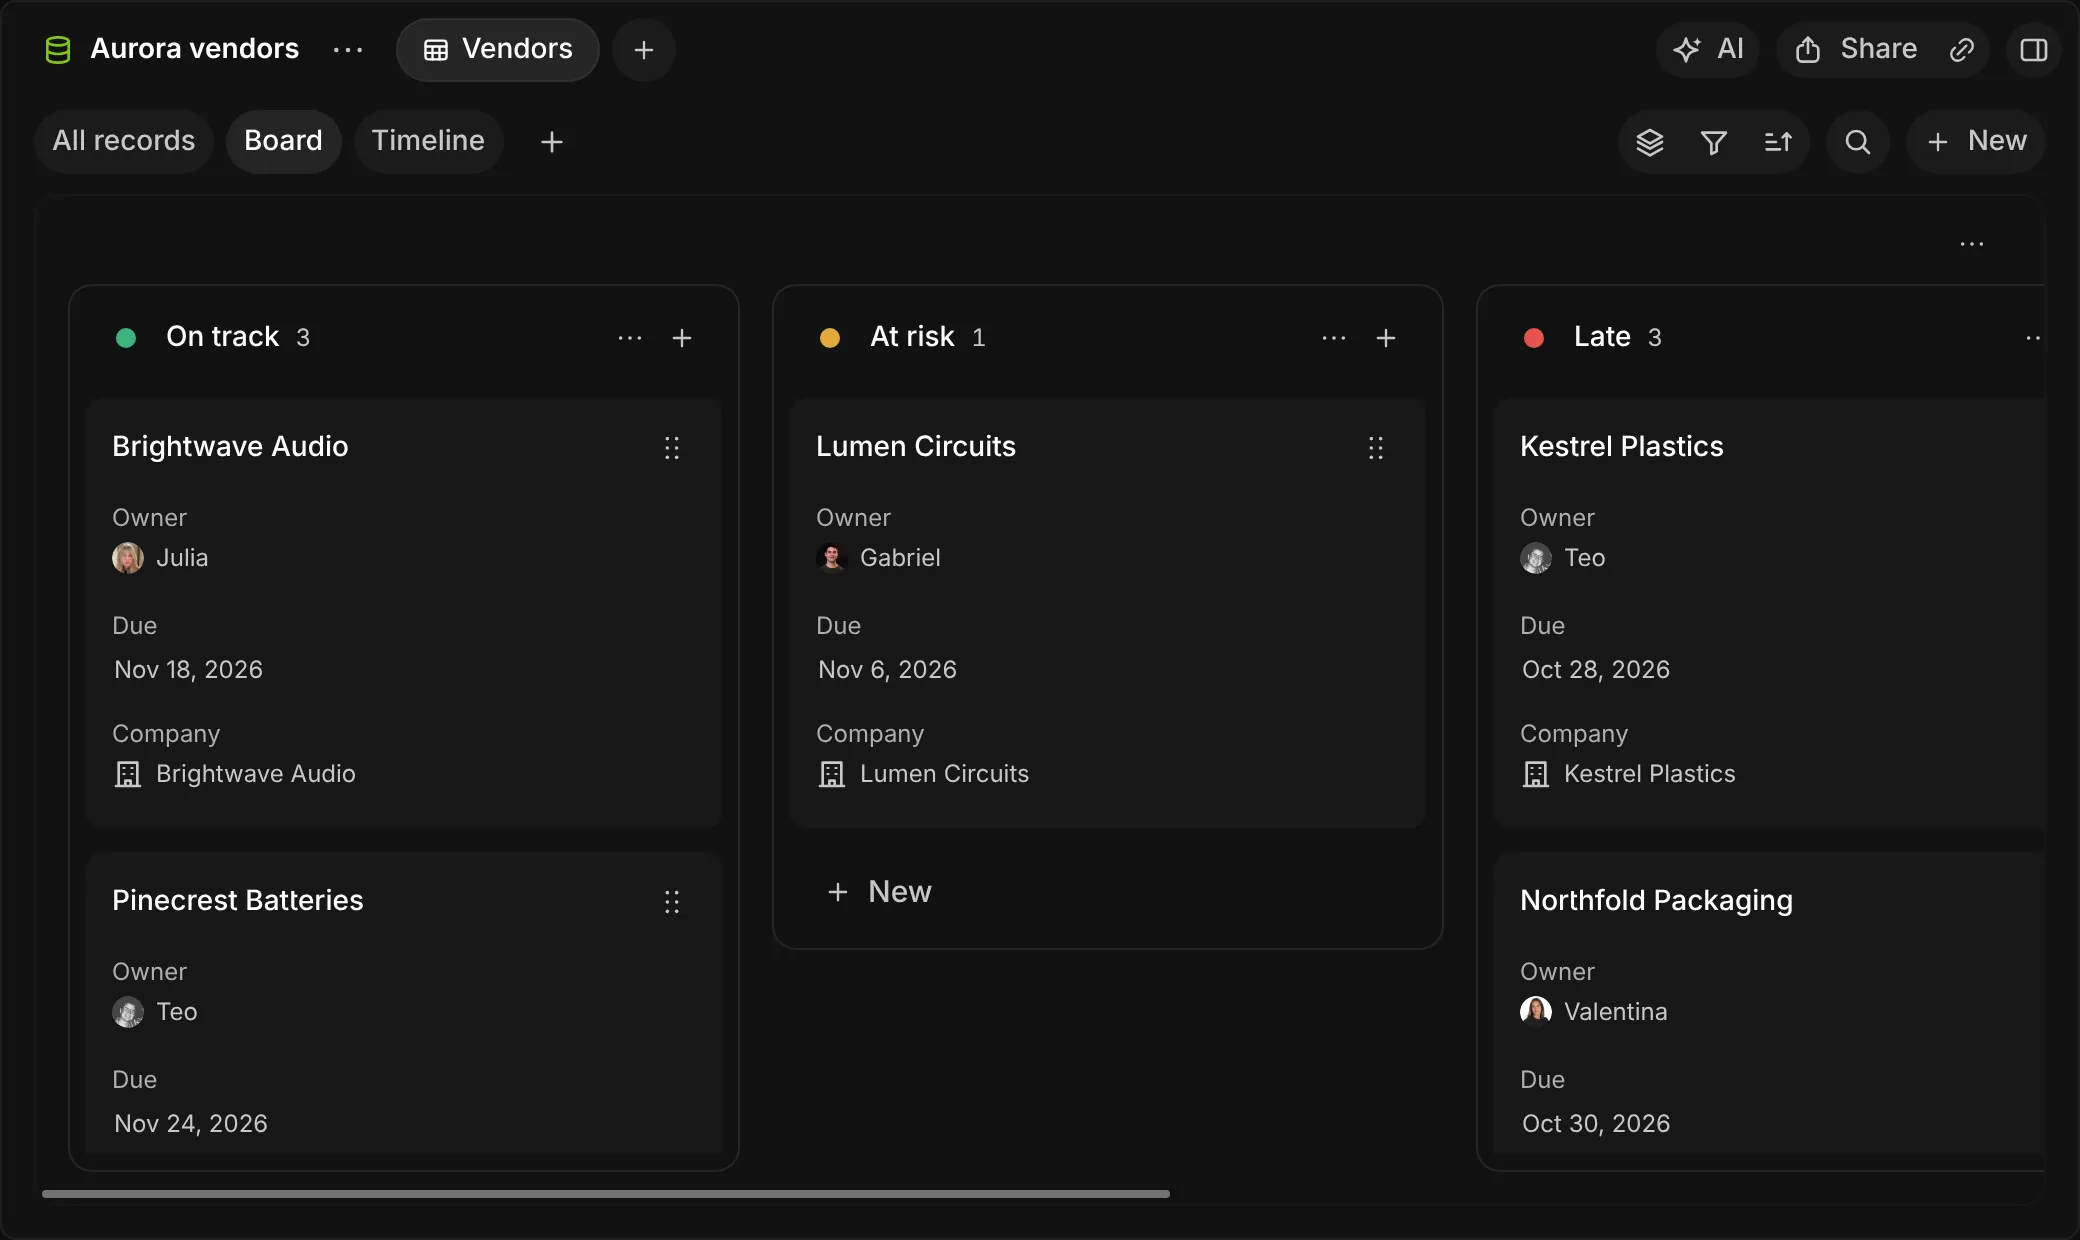 Aurora vendors
Vendors
AI
Share
All records
Board
Timeline
New
On track 3
Brightwave Audio
Owner
Julia
Due
Nov 18, 2026
Company
Brightwave Audio
Pinecrest Batteries
Owner
Teo
Due
Nov 24, 2026
At risk 1
Lumen Circuits
Owner
Gabriel
Due
Nov 6, 2026
Company
Lumen Circuits
+ New
Late 3
Kestrel Plastics
Owner
Teo
Due
Oct 28, 2026
Company
Kestrel Plastics
Northfold Packaging
Owner
Valentina
Due
Oct 30, 2026